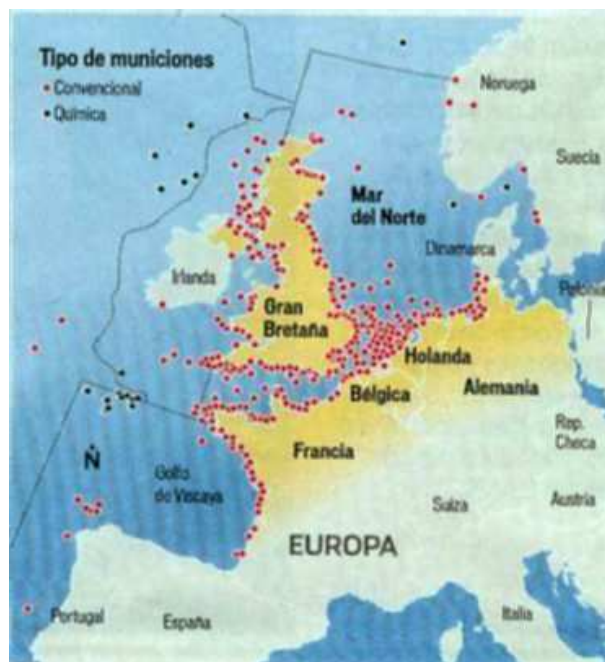 Tipo de municiones
Convencional
Química
Noruega
Suecia
Mar
del Norte
Dinamarca
Irlanda
Polonia
Gran
Bretaña
Holanda
Bélgica
Alemania
Rep.
Checa
Francia
N
Golfo
de Viscaya
Suiza
Austria
EUROPA
Portugal
España
Italia